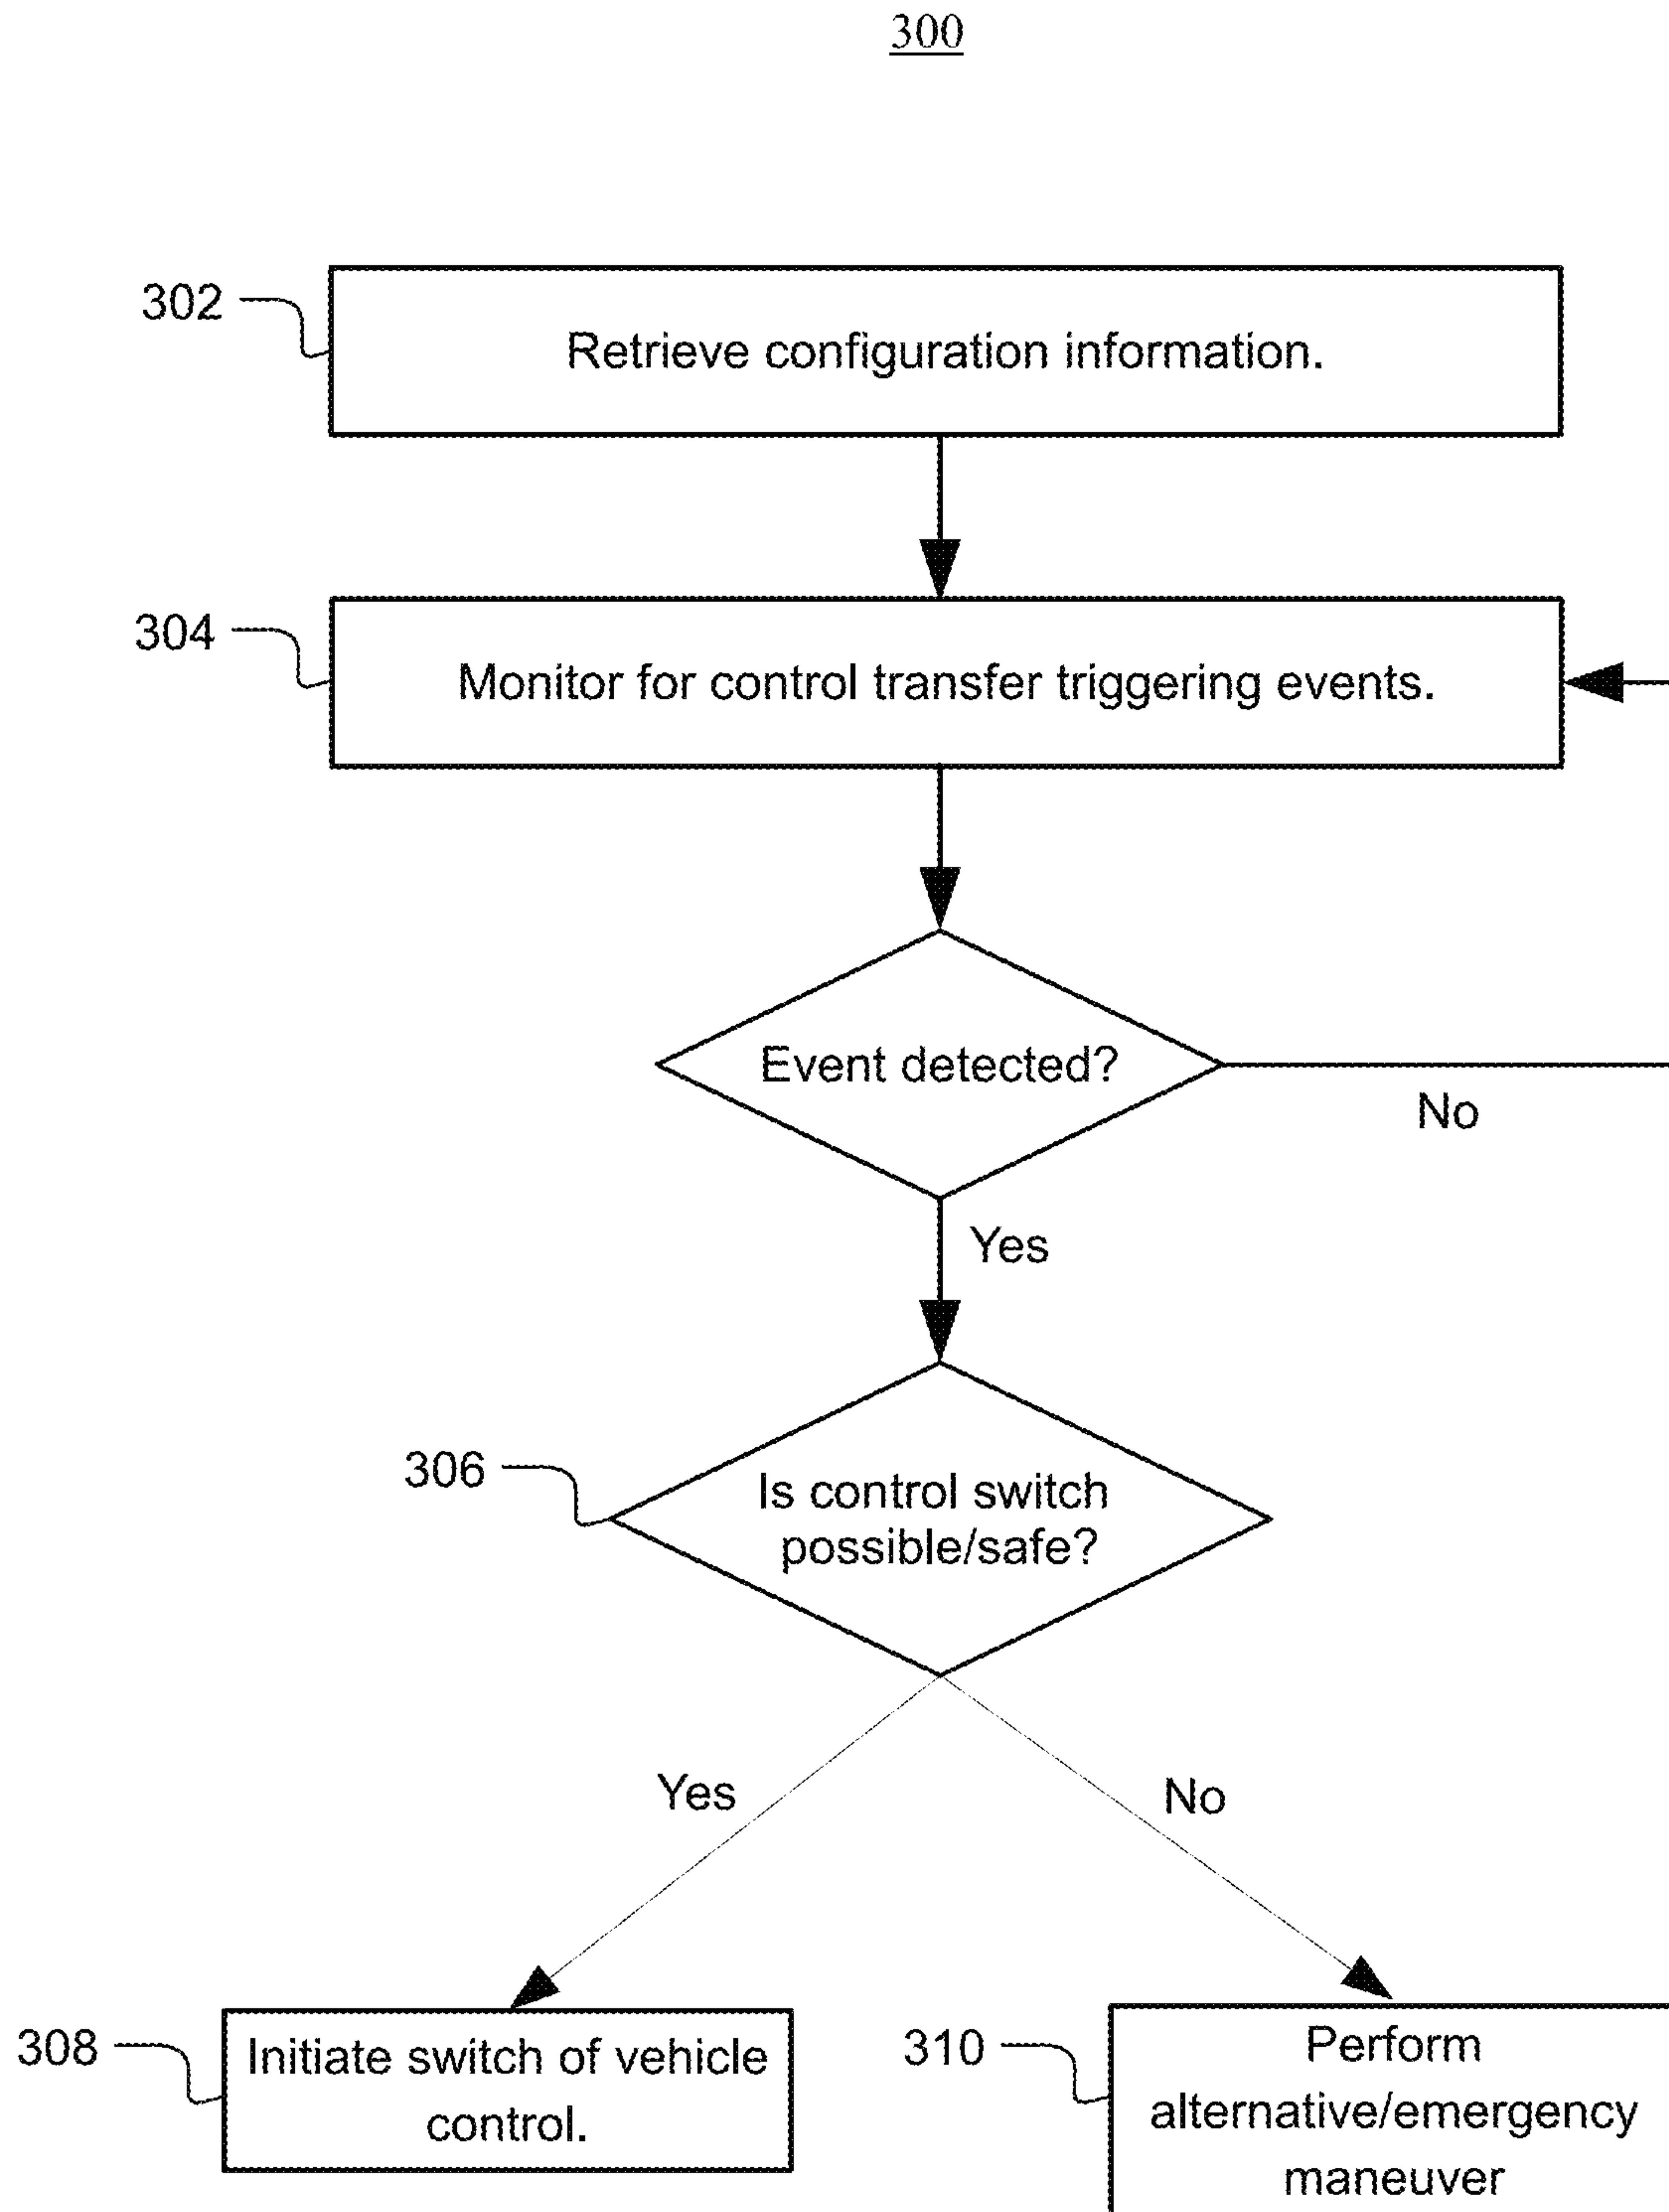 300
302
Retrieve configuration information.
304
Monitor for control transfer triggering events.
Event detected?
No
Yes
306
Is control switch
possible/safe?
Yes
No
308
Initiate switch of vehicle
control.
310
Perform
alternative/emergency
maneuver